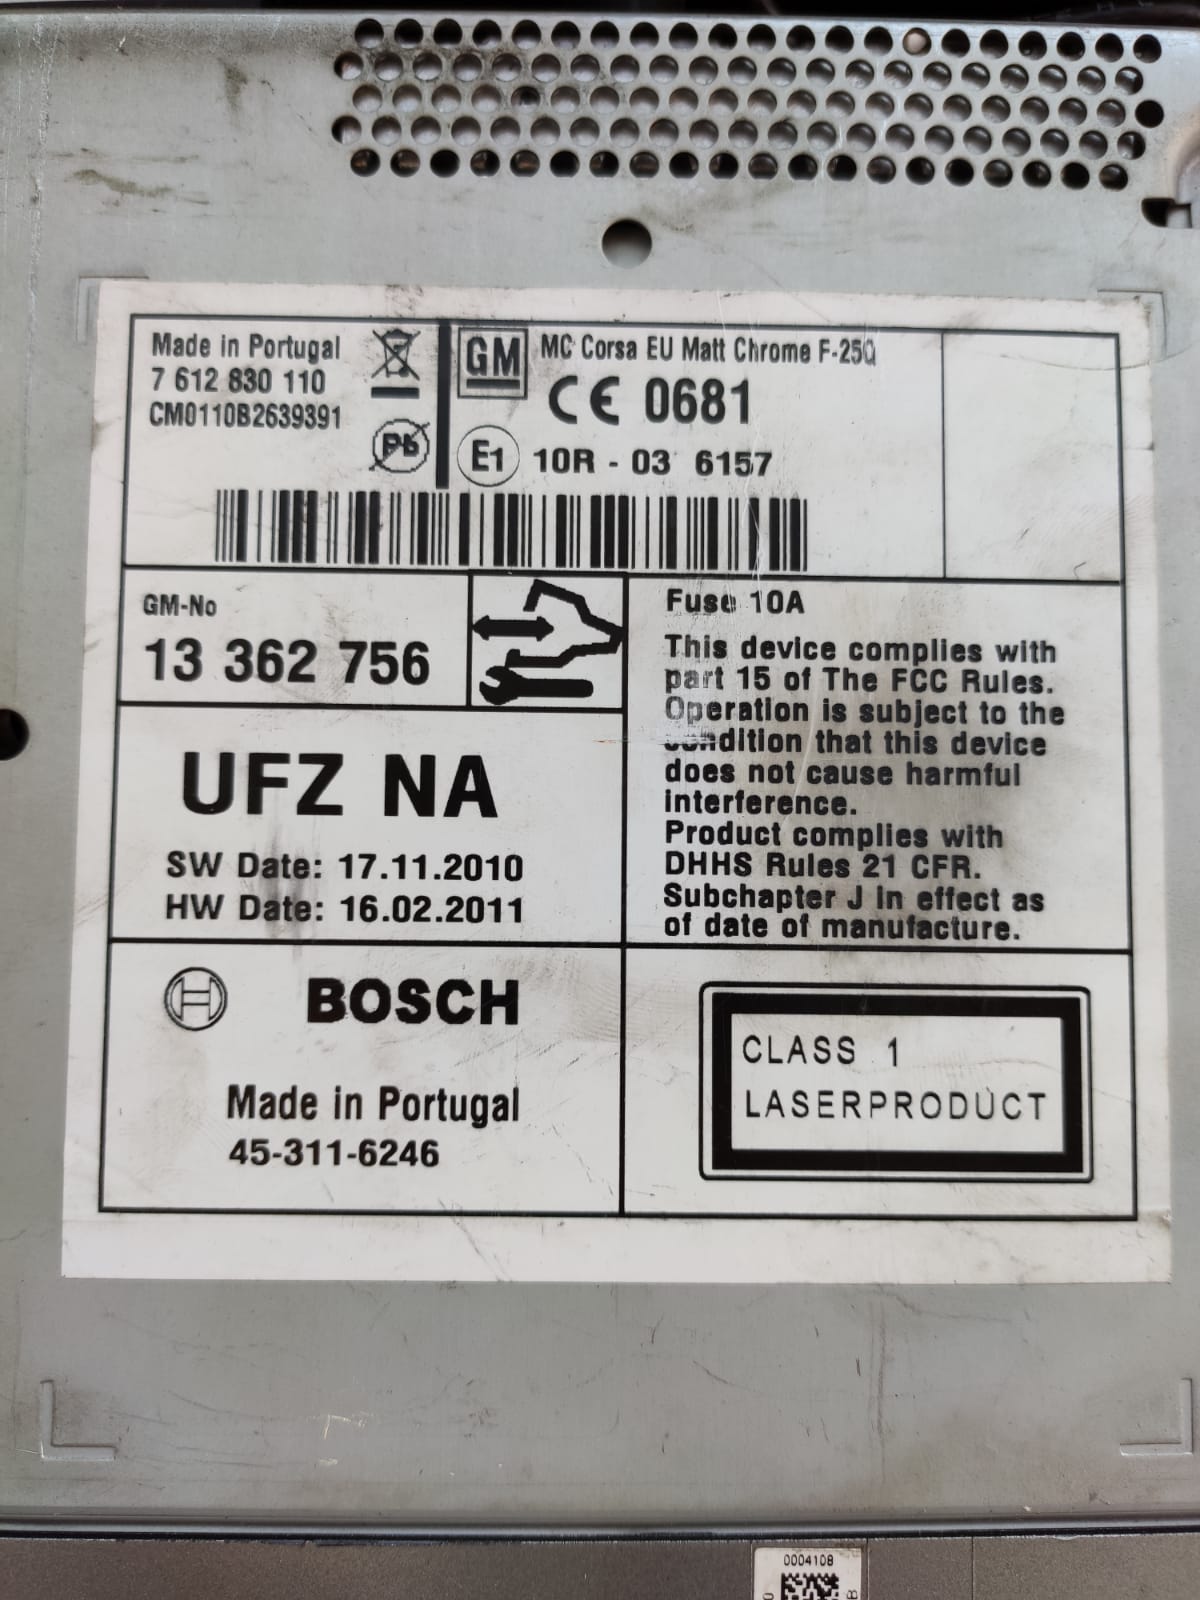 Made in Portugal
7 612 830 110
CM0110B2639391
Pb
GM
MC Corsa EU Matt Chrome F-25Q
CE 0681
E1 10R - 03 6157
GM-No
13 362 756
Fuse 10A
This device complies with
part 15 of The FCC Rules.
Operation is subject to the
condition that this device
does not cause harmful
interference.
Product complies with
DHHS Rules 21 CFR.
Subchapter J in effect as
of date of manufacture.
UFZ NA
SW Date: 17.11.2010
HW Date: 16.02.2011
BOSCH
Made in Portugal
45-311-6246
CLASS 1
LASERPRODUCT
0004108